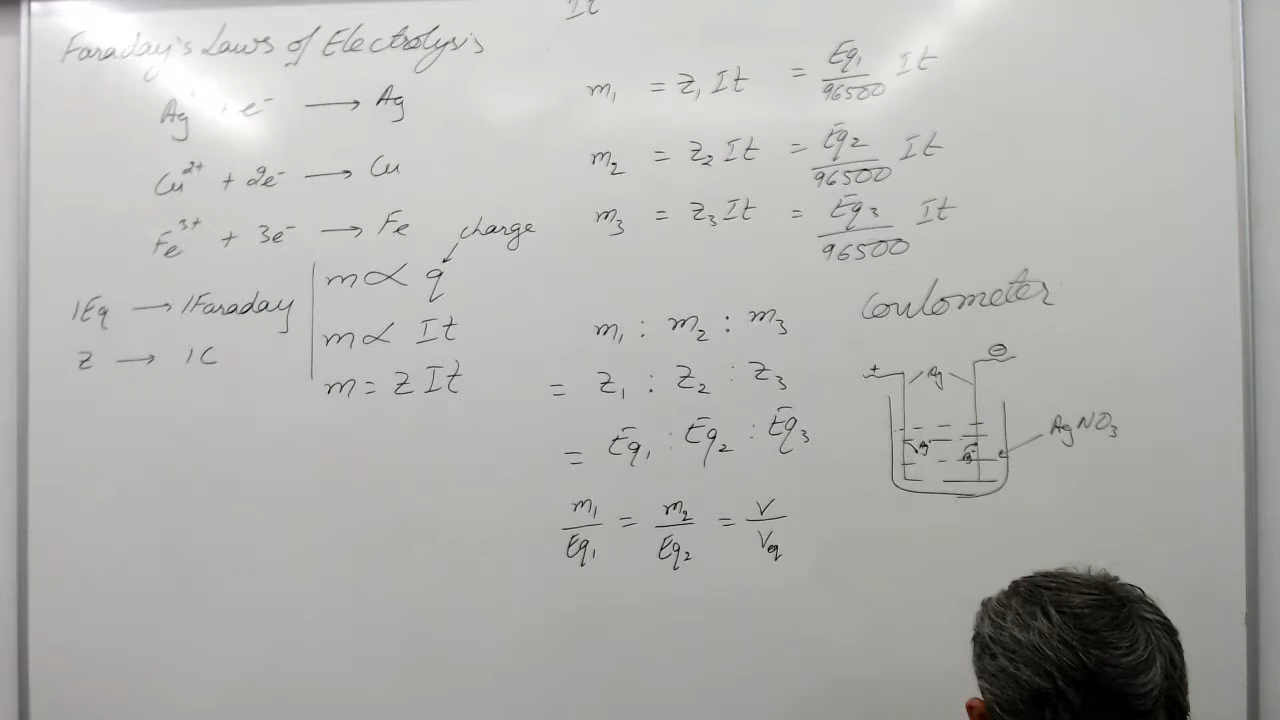 It
Faraday's Laws of Electrolysis
Ag⁺ + e⁻ → Ag
Cu²⁺ + 2e⁻ → Cu
Fe³⁺ + 3e⁻ → Fe
1Eq → 1Faraday
Z → 1C
charge
m ∝ q
m ∝ It
m = Z It
m₁ = Z₁ It = Eq₁/96500 It
m₂ = Z₂ It = Eq₂/96500 It
m₃ = Z₃ It = Eq₃/96500 It
m₁ : m₂ : m₃
= Z₁ : Z₂ : Z₃
= Eq₁ : Eq₂ : Eq₃
m₁/Eq₁ = m₂/Eq₂ = V/Veq
Coulometer
+ Ag ⊖
AgNO₃